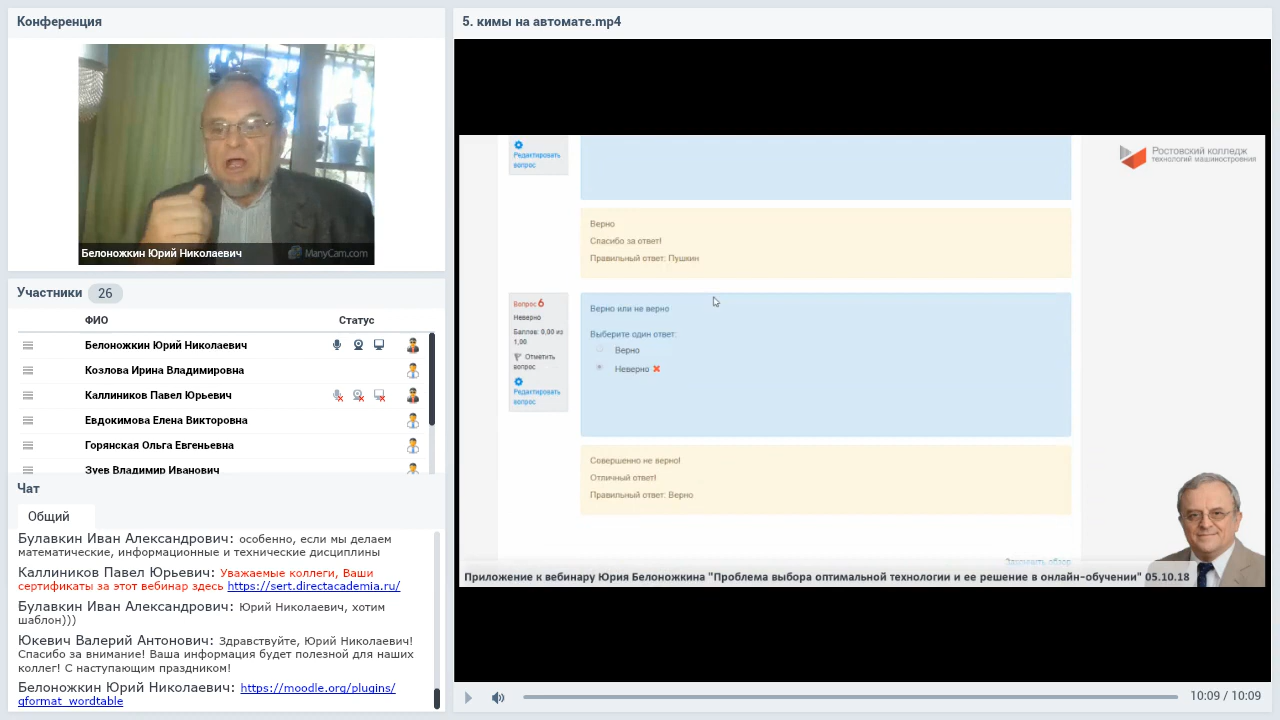 Конференция
Белоножкин Юрий Николаевич
ManyCam.com
Участники 26
ФИО Статус
Белоножкин Юрий Николаевич
Козлова Ирина Владимировна
Каллиников Павел Юрьевич
Евдокимова Елена Викторовна
Горянская Ольга Евгеньевна
Зуев Владимир Иванович
Чат
Общий
Булавкин Иван Александрович: особенно, если мы делаем
математические, информационные и технические дисциплины
Каллиников Павел Юрьевич: Уважаемые коллеги, Ваши
сертификаты за этот вебинар здесь https://sert.directacademia.ru/
Булавкин Иван Александрович: Юрий Николаевич, хотим
шаблон)))
Юкевич Валерий Антонович: Здравствуйте, Юрий Николаевич!
Спасибо за внимание! Ваша информация будет полезной для наших
коллег! С наступающим праздником!
Белоножкин Юрий Николаевич: https://moodle.org/plugins/
qformat_wordtable
5. кимы на автомате.mp4
Редактировать
вопрос
Ростовский колледж
технологий машиностроения
Верно
Спасибо за ответ!
Правильный ответ: Пушкин
Вопрос 6
Неверно
Баллов: 0,00 из
1,00
Отметить
вопрос
Редактировать
вопрос
Верно или не верно
Выберите один ответ:
Верно
Неверно
Совершенно не верно!
Отличный ответ!
Правильный ответ: Верно
Закончить обзор
Приложение к вебинару Юрия Белоножкина "Проблема выбора оптимальной технологии и ее решение в онлайн-обучении" 05.10.18
10:09 / 10:09